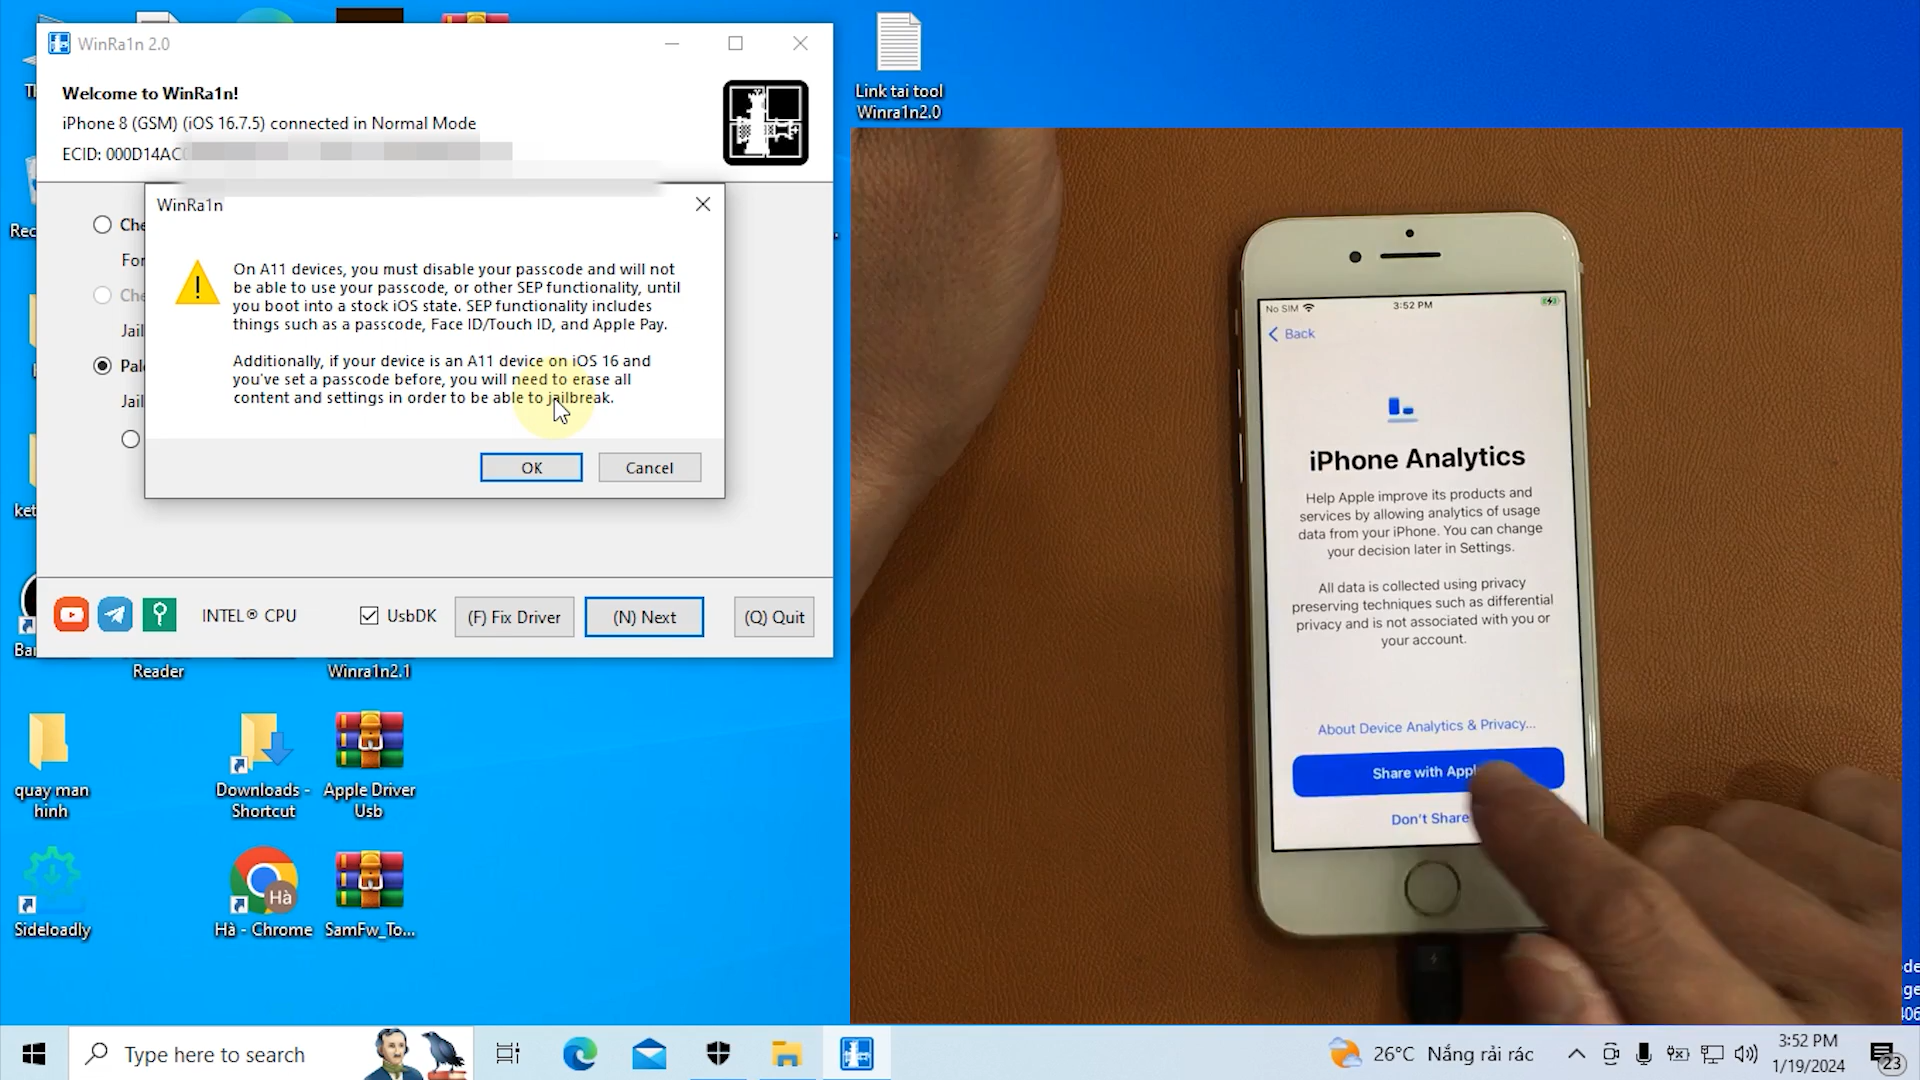 WinRa1n 2.0
Welcome to WinRa1n!
iPhone 8 (GSM) (iOS 16.7.5) connected in Normal Mode
ECID: 000D14AC
WinRa1n
On A11 devices, you must disable your passcode and will not
be able to use your passcode, or other SEP functionality, until
you boot into a stock iOS state. SEP functionality includes
things such as a passcode, Face ID/Touch ID, and Apple Pay.
Additionally, if your device is an A11 device on iOS 16 and
you've set a passcode before, you will need to erase all
content and settings in order to be able to jailbreak.
OK
Cancel
Che
For
Che
Jail
Pale
Jail
INTEL® CPU
UsbDK
(F) Fix Driver
(N) Next
(Q) Quit
Link tai tool
Winra1n2.0
Rec
ket
Reader
Winra1n2.1
quay man
hinh
Downloads -
Shortcut
Apple Driver
Usb
Sideloadly
Hà
Hà - Chrome
SamFw_To...
No SIM
3:52 PM
Back
iPhone Analytics
Help Apple improve its products and
services by allowing analytics of usage
data from your iPhone. You can change
your decision later in Settings.
All data is collected using privacy
preserving techniques such as differential
privacy and is not associated with you or
your account.
About Device Analytics & Privacy...
Share with Appl
Don't Share
Type here to search
26°C Nắng rải rác
3:52 PM
1/19/2024
23